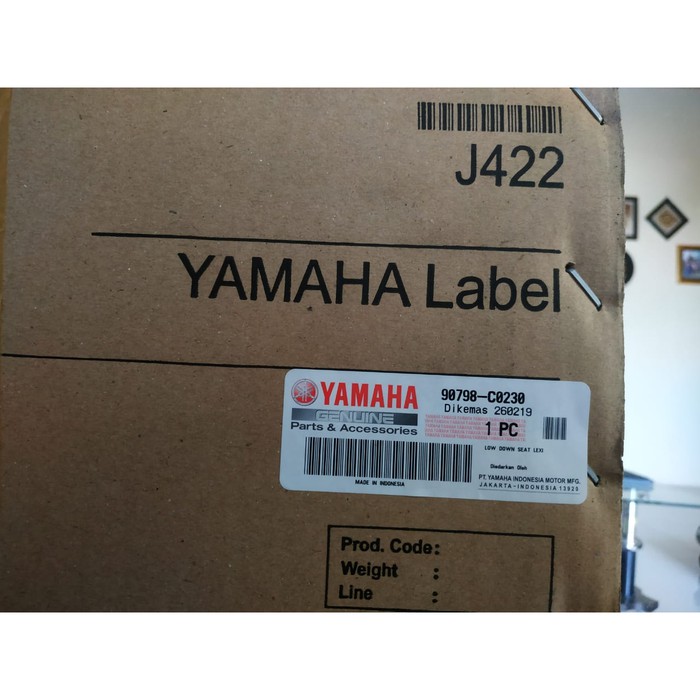 J422
YAMAHA Label
YAMAHA
GENUINE
Parts & Accessories
MADE IN INDONESIA
90798-C0230
Dikemas 260219
1 PC
LOW DOWN SEAT LEXI
Diedarkan Oleh
PT. YAMAHA INDONESIA MOTOR MFG.
JAKARTA-INDONESIA 13920
Prod. Code:
Weight :
Line :